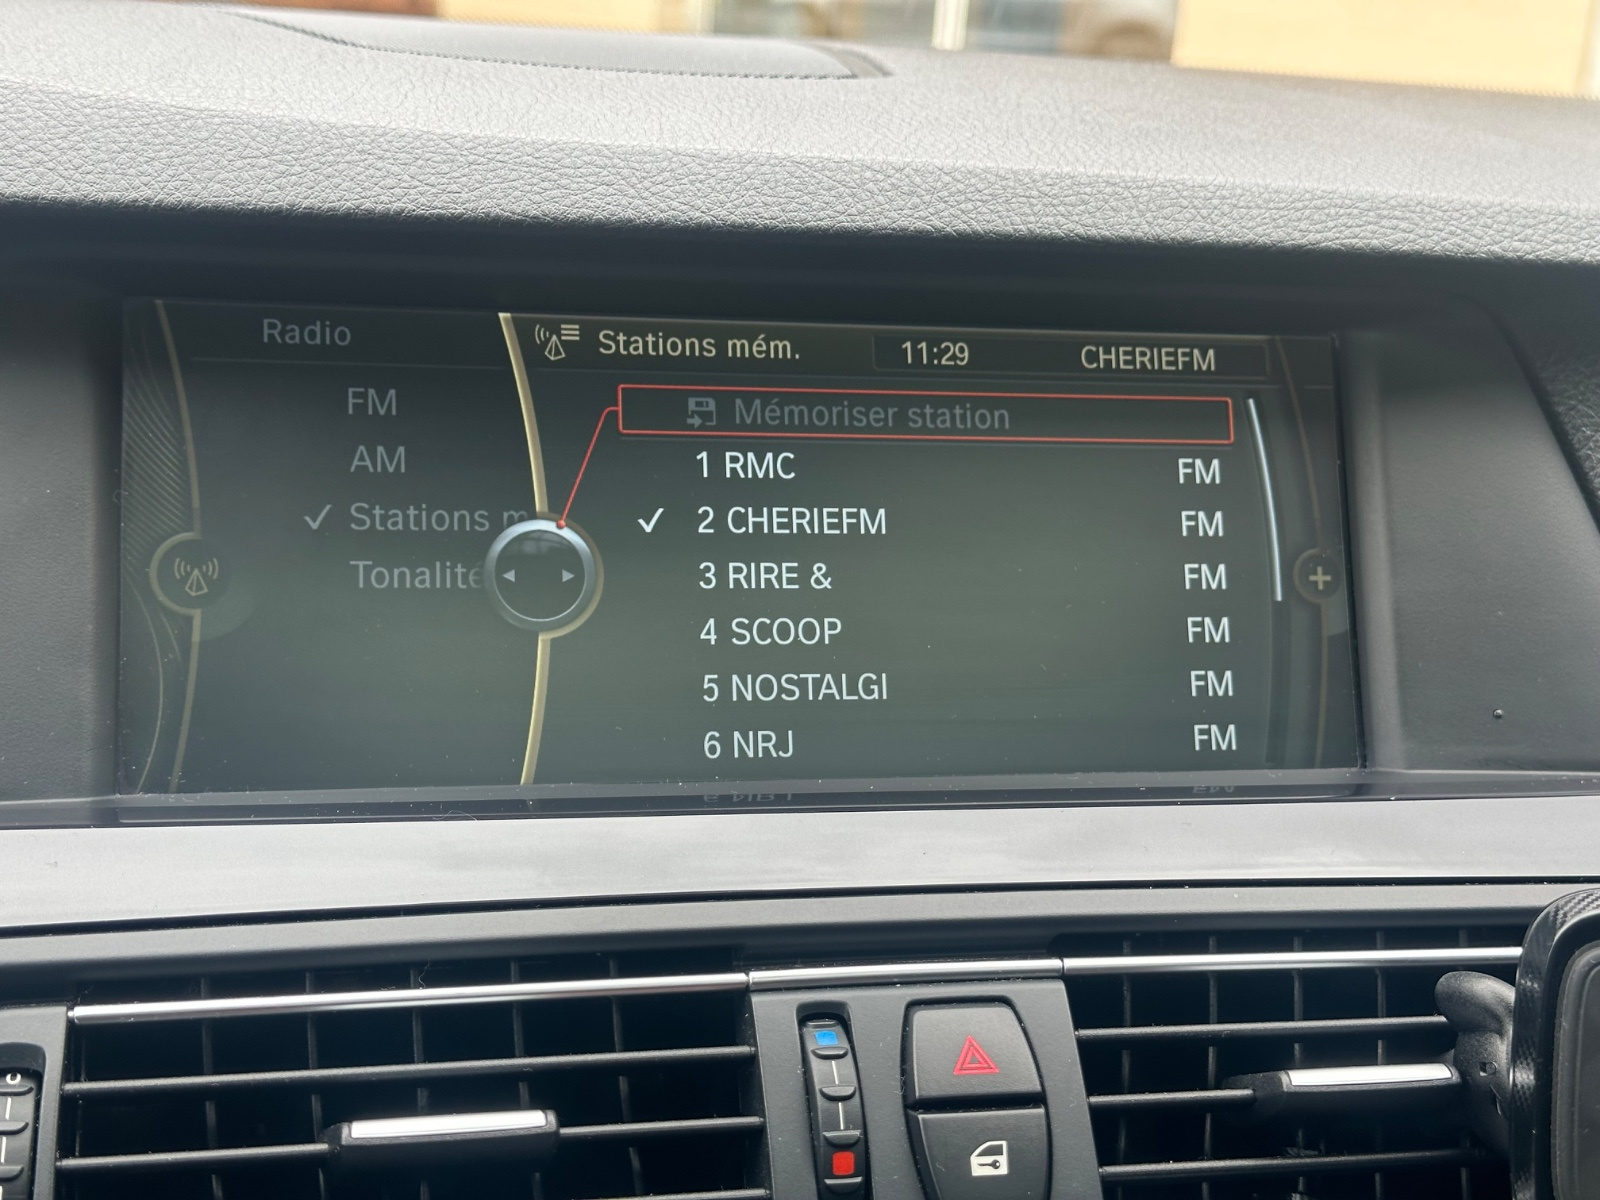 Radio
Stations mém.
11:29
CHERIEFM
FM
AM
Stations m
Tonalité
Mémoriser station
1 RMC FM
2 CHERIEFM FM
3 RIRE & FM
4 SCOOP FM
5 NOSTALGI FM
6 NRJ FM